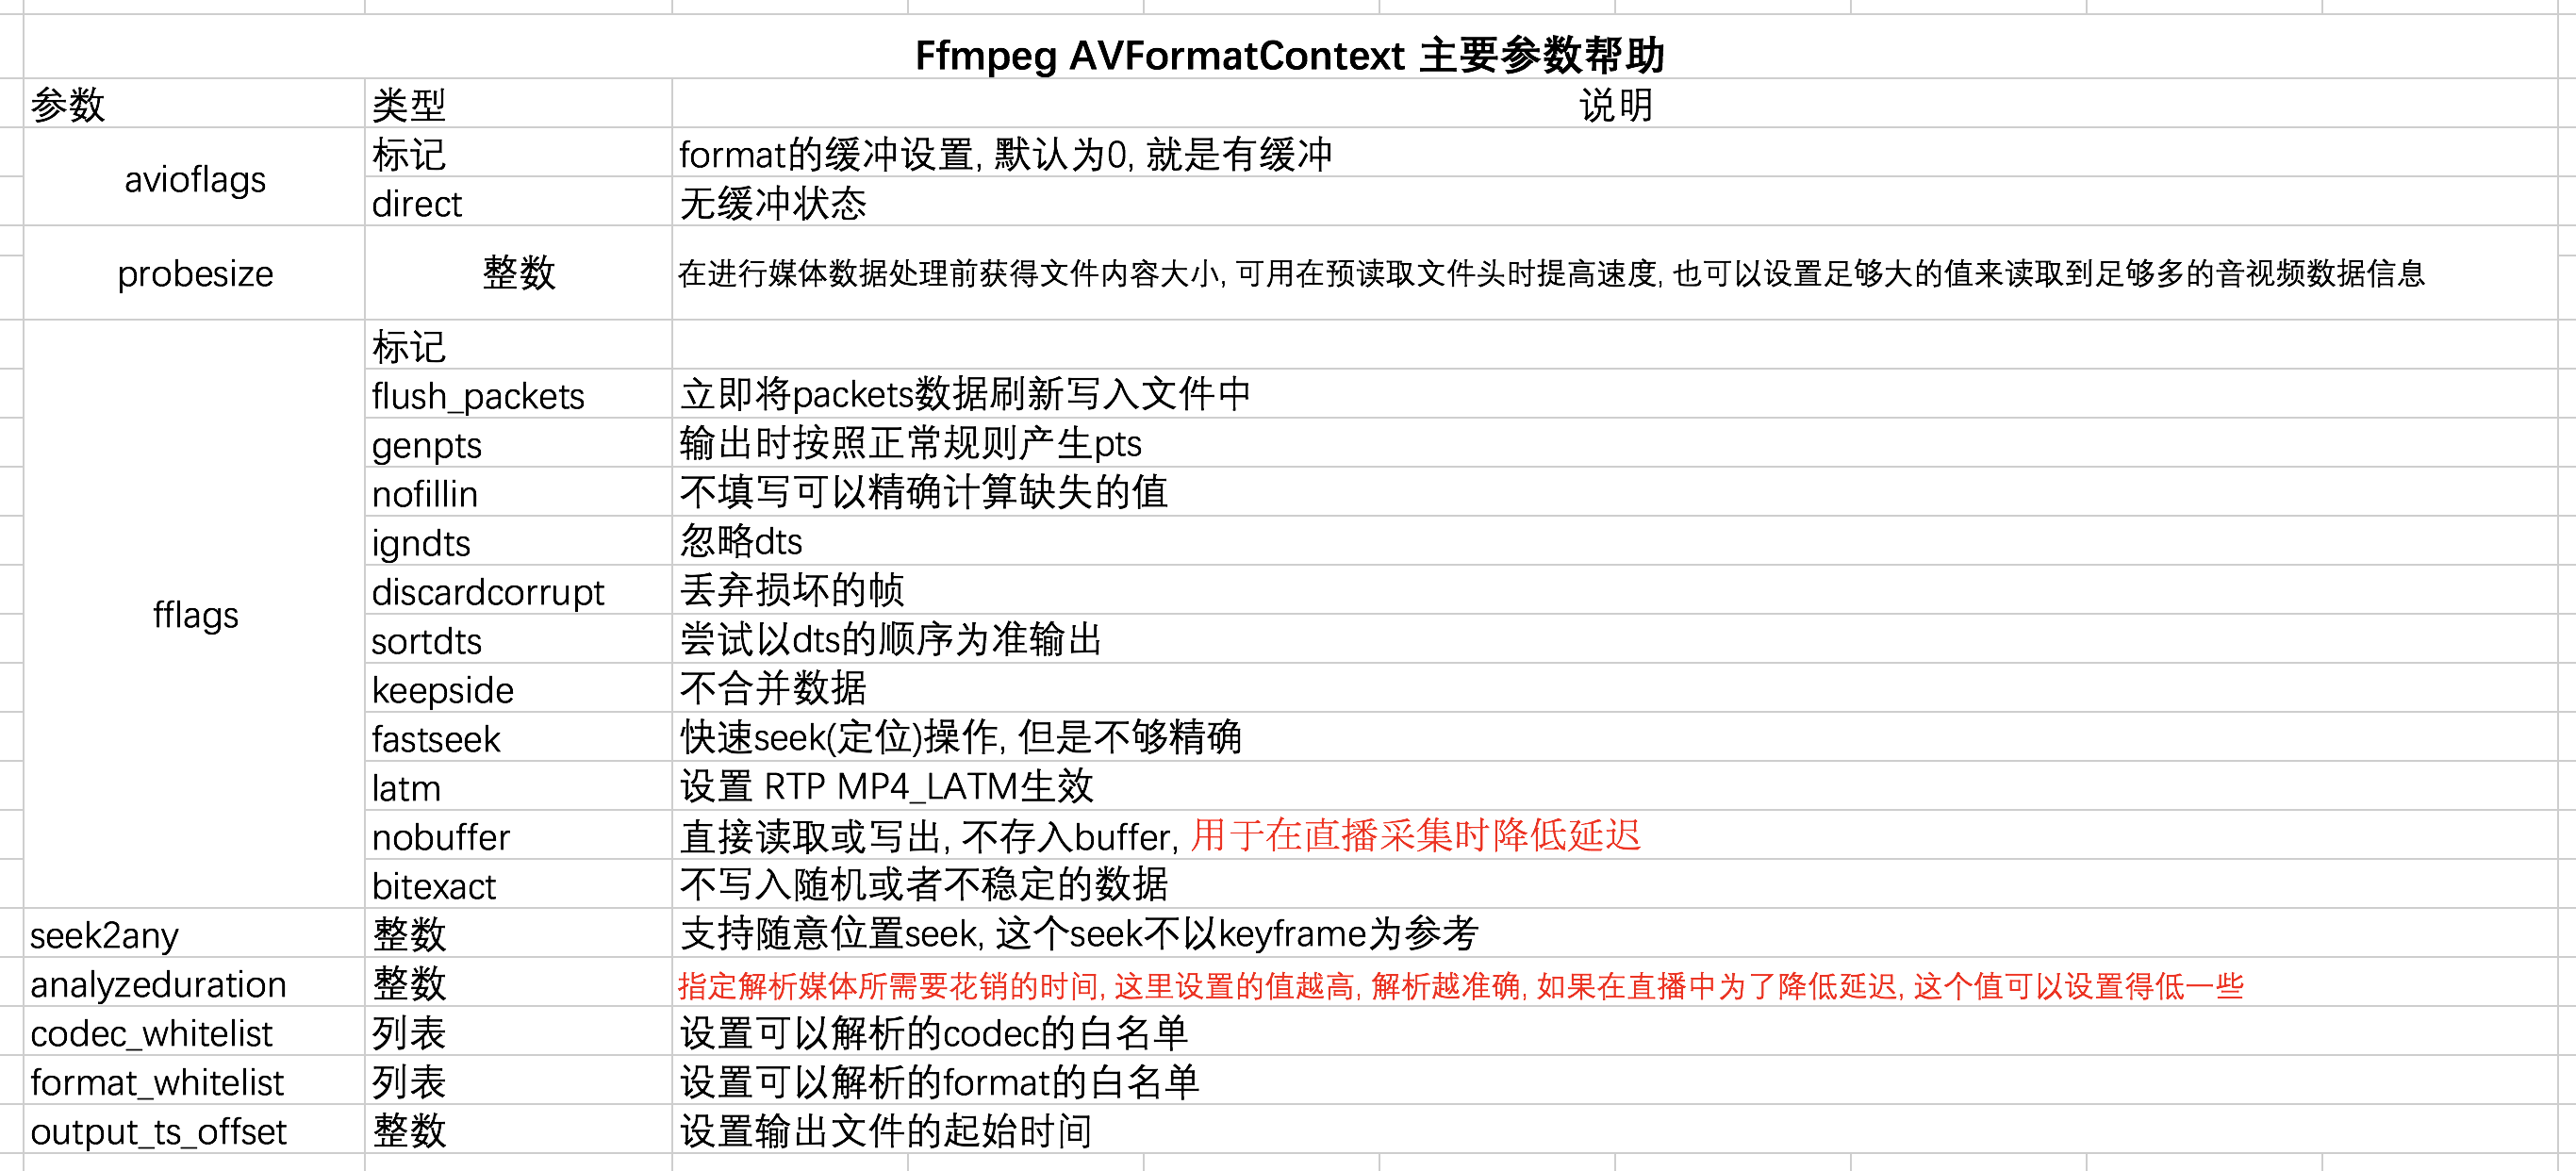 Ffmpeg AVFormatContext 主要参数帮助
参数 类型 说明
avioflags 标记 format的缓冲设置, 默认为0, 就是有缓冲
direct 无缓冲状态
probesize 整数 在进行媒体数据处理前获得文件内容大小, 可用在预读取文件头时提高速度, 也可以设置足够大的值来读取到足够多的音视频数据信息
fflags 标记
flush_packets 立即将packets数据刷新写入文件中
genpts 输出时按照正常规则产生pts
nofillin 不填写可以精确计算缺失的值
igndts 忽略dts
discardcorrupt 丢弃损坏的帧
sortdts 尝试以dts的顺序为准输出
keepside 不合并数据
fastseek 快速seek(定位)操作, 但是不够精确
latm 设置 RTP MP4_LATM生效
nobuffer 直接读取或写出, 不存入buffer, 用于在直播采集时降低延迟
bitexact 不写入随机或者不稳定的数据
seek2any 整数 支持随意位置seek, 这个seek不以keyframe为参考
analyzeduration 整数 指定解析媒体所需要花销的时间, 这里设置的值越高, 解析越准确, 如果在直播中为了降低延迟, 这个值可以设置得低一些
codec_whitelist 列表 设置可以解析的codec的白名单
format_whitelist 列表 设置可以解析的format的白名单
output_ts_offset 整数 设置输出文件的起始时间